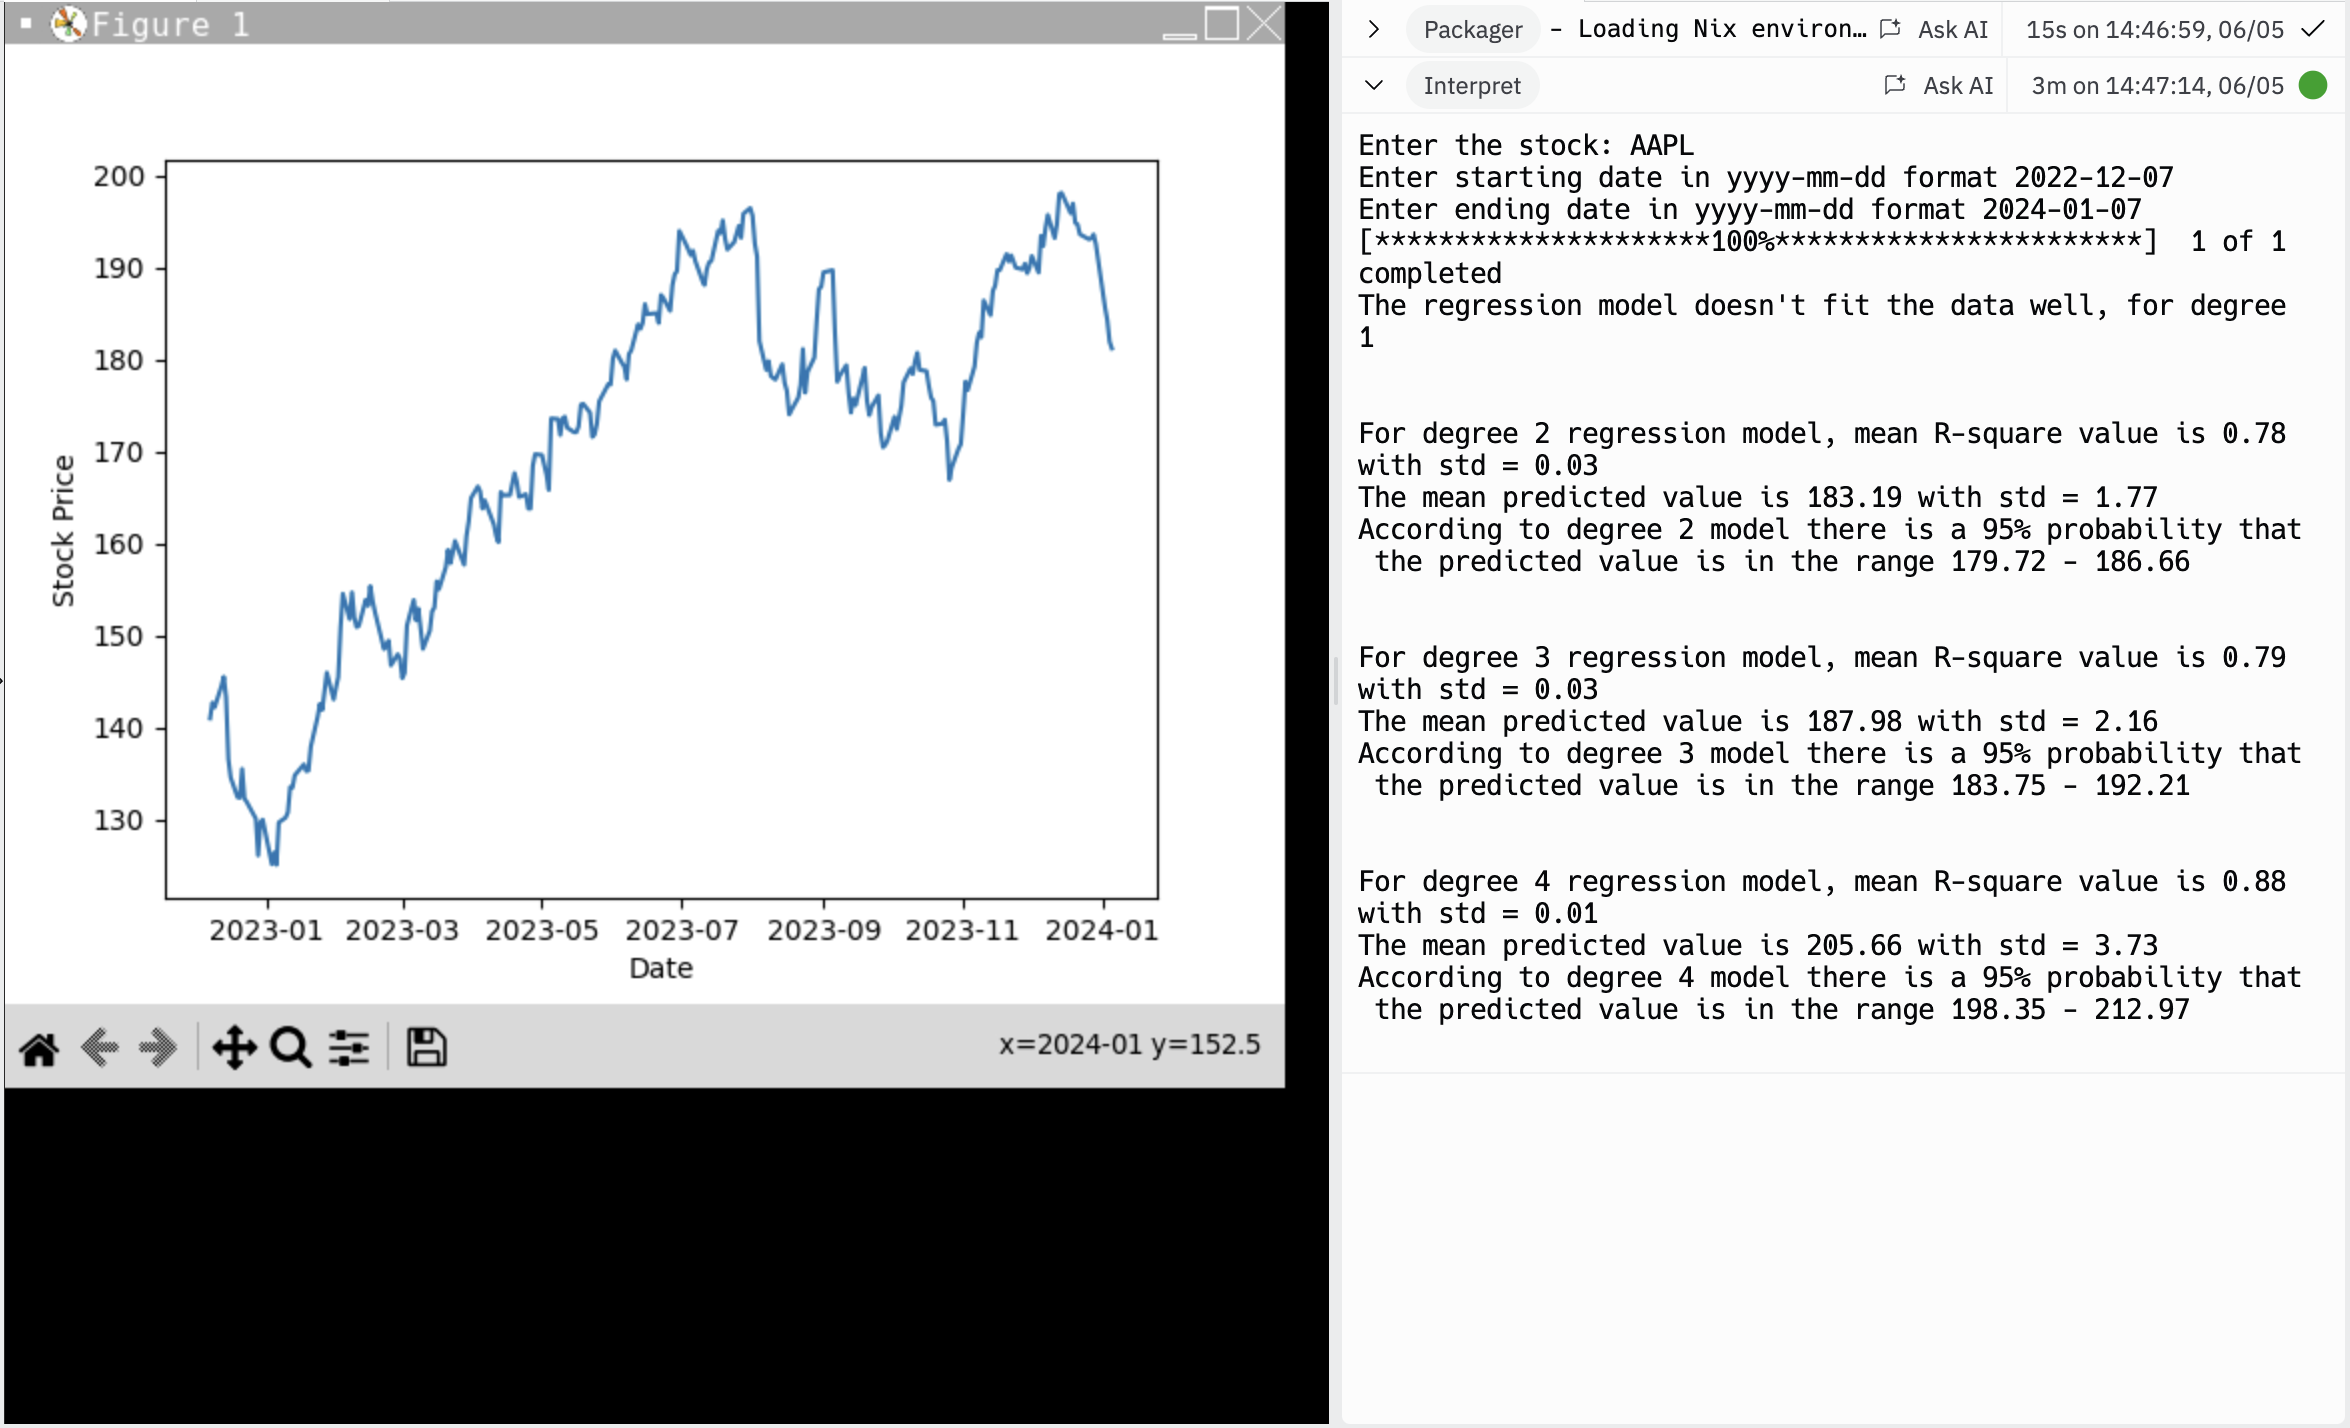 Figure 1
200
190
180
170
160
150
140
130
Stock Price
2023-01 2023-03 2023-05 2023-07 2023-09 2023-11 2024-01
Date
x=2024-01 y=152.5
Packager - Loading Nix environ… Ask AI 15s on 14:46:59, 06/05
Interpret Ask AI 3m on 14:47:14, 06/05
Enter the stock: AAPL
Enter starting date in yyyy-mm-dd format 2022-12-07
Enter ending date in yyyy-mm-dd format 2024-01-07
[*********************100%***********************]  1 of 1
completed
The regression model doesn't fit the data well, for degree
1
For degree 2 regression model, mean R-square value is 0.78
with std = 0.03
The mean predicted value is 183.19 with std = 1.77
According to degree 2 model there is a 95% probability that
the predicted value is in the range 179.72 - 186.66
For degree 3 regression model, mean R-square value is 0.79
with std = 0.03
The mean predicted value is 187.98 with std = 2.16
According to degree 3 model there is a 95% probability that
the predicted value is in the range 183.75 - 192.21
For degree 4 regression model, mean R-square value is 0.88
with std = 0.01
The mean predicted value is 205.66 with std = 3.73
According to degree 4 model there is a 95% probability that
the predicted value is in the range 198.35 - 212.97